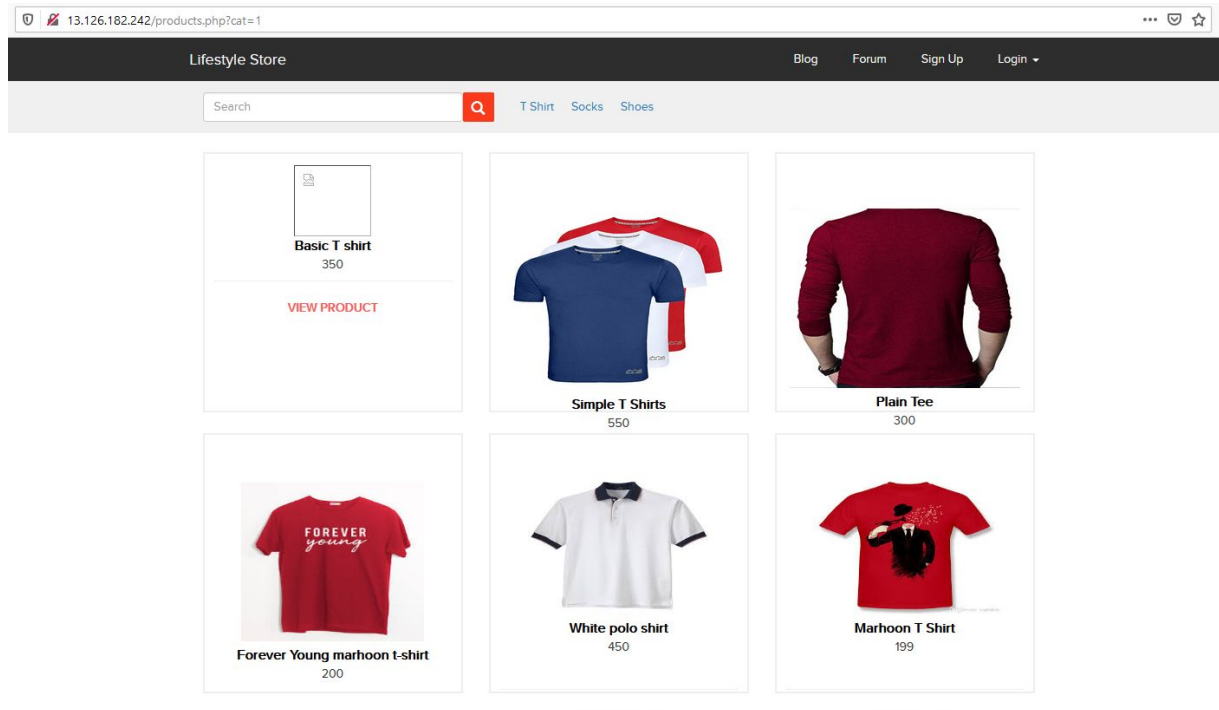 13.126.182.242/products.php?cat=1
Lifestyle Store
Blog Forum Sign Up Login
Search
T Shirt Socks Shoes
Basic T shirt
350
VIEW PRODUCT
Simple T Shirts
550
Plain Tee
300
FOREVER
young
Forever Young marhoon t-shirt
200
White polo shirt
450
Marhoon T Shirt
199